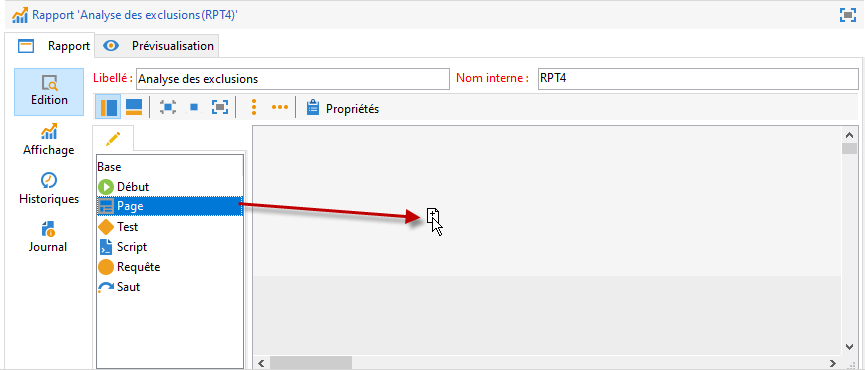 Rapport 'Analyse des exclusions(RPT4)'
Rapport
Prévisualisation
Libellé : Analyse des exclusions Nom interne : RPT4
Edition
Propriétés
Affichage
Historiques
Journal
Base
Début
Page
Test
Script
Requête
Saut